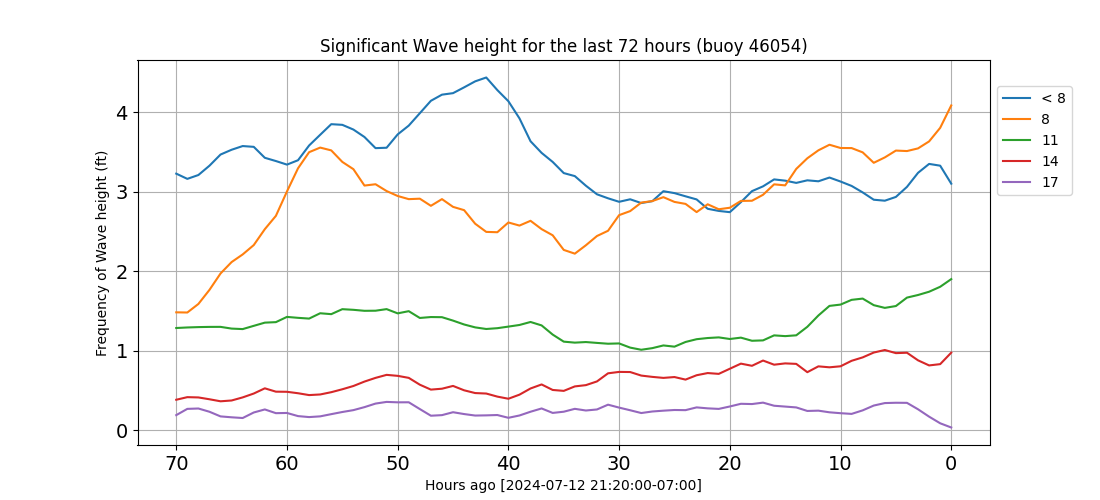 Significant Wave height for the last 72 hours (buoy 46054)
Frequency of Wave height (ft)
4
3
2
1
0
70 60 50 40 30 20 10 0
Hours ago [2024-07-12 21:20:00-07:00]
< 8
8
11
14
17